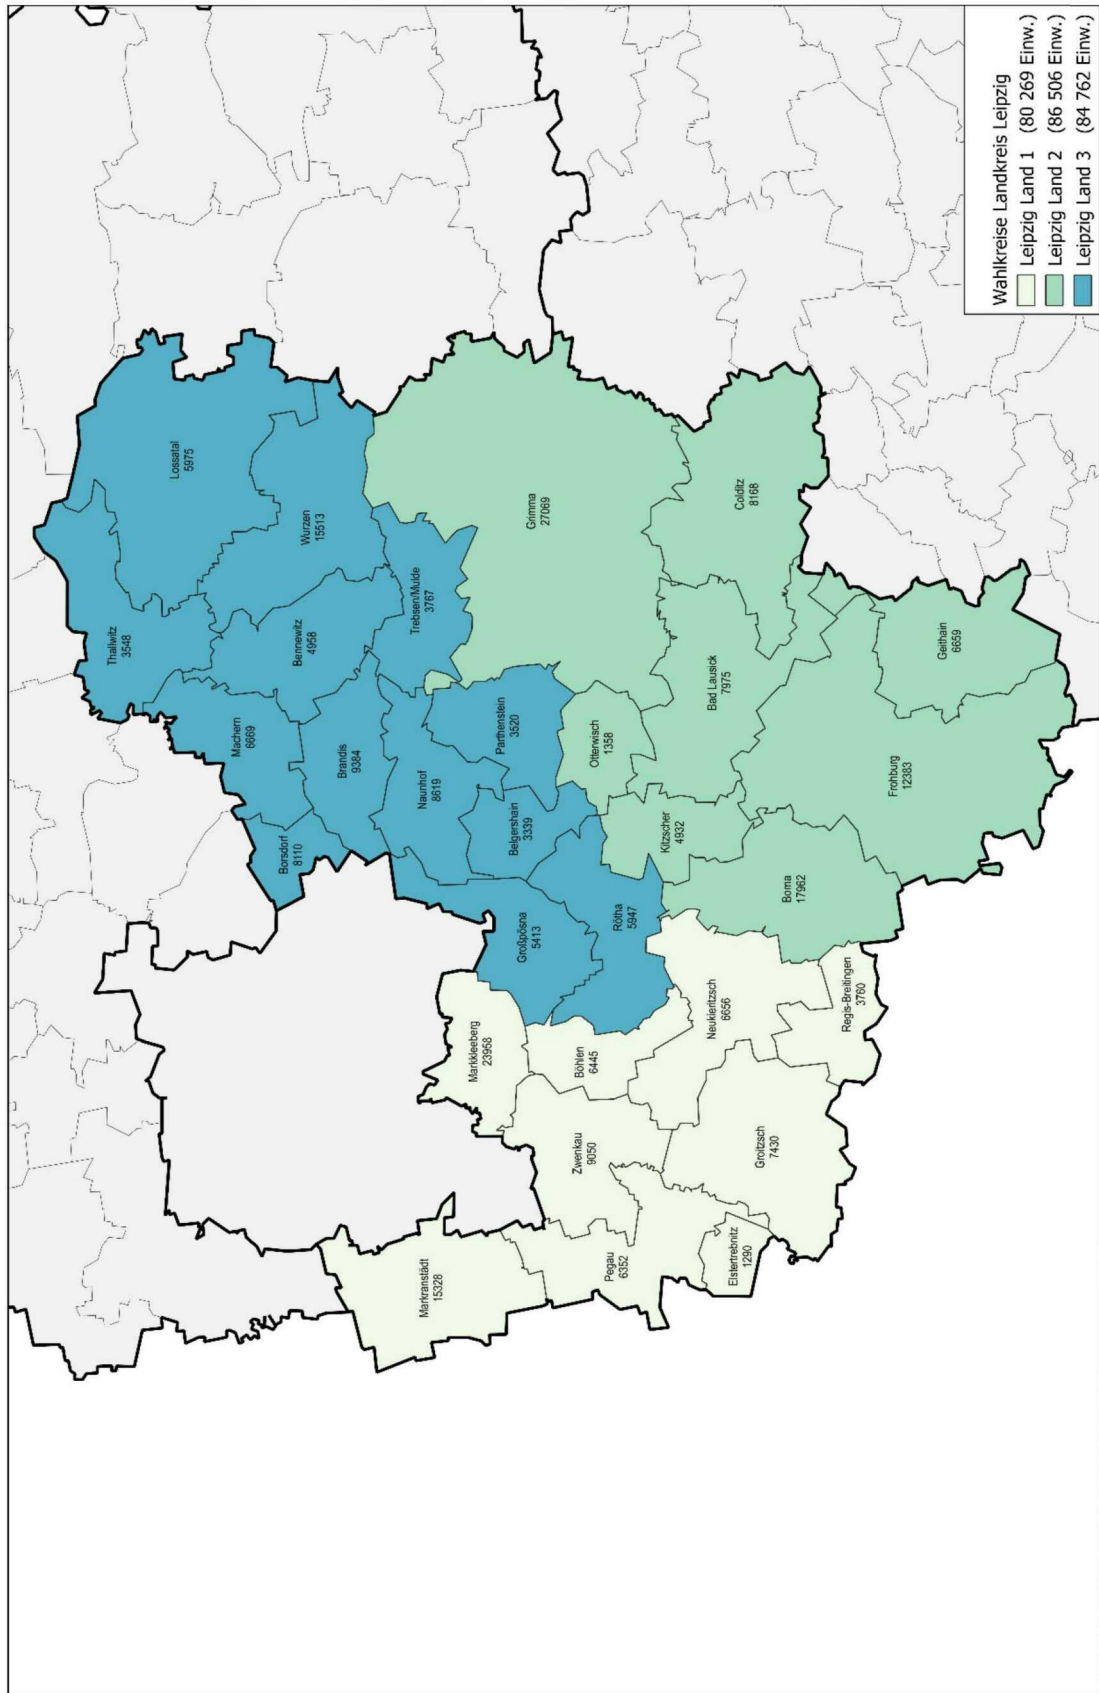 Thallwitz
3548
Lossatal
5975
Machern
6669
Bennewitz
4958
Wurzen
15513
Borsdorf
8110
Brandis
9384
Trebsen/Mulde
3767
Naunhof
8619
Parthenstein
3520
Belgershain
3339
Grimma
27069
Großpösna
5413
Markkleeberg
23958
Markranstädt
15328
Otterwisch
1358
Rötha
5947
Böhlen
6445
Zwenkau
9050
Pegau
6352
Kitzscher
4932
Bad Lausick
7975
Colditz
8168
Neukieritzsch
6656
Elstertrebnitz
1290
Groitzsch
7430
Borna
17962
Regis-Breitingen
3760
Frohburg
12383
Geithain
6659
Wahlkreise Landkreis Leipzig
Leipzig Land 1 (80 269 Einw.)
Leipzig Land 2 (86 506 Einw.)
Leipzig Land 3 (84 762 Einw.)